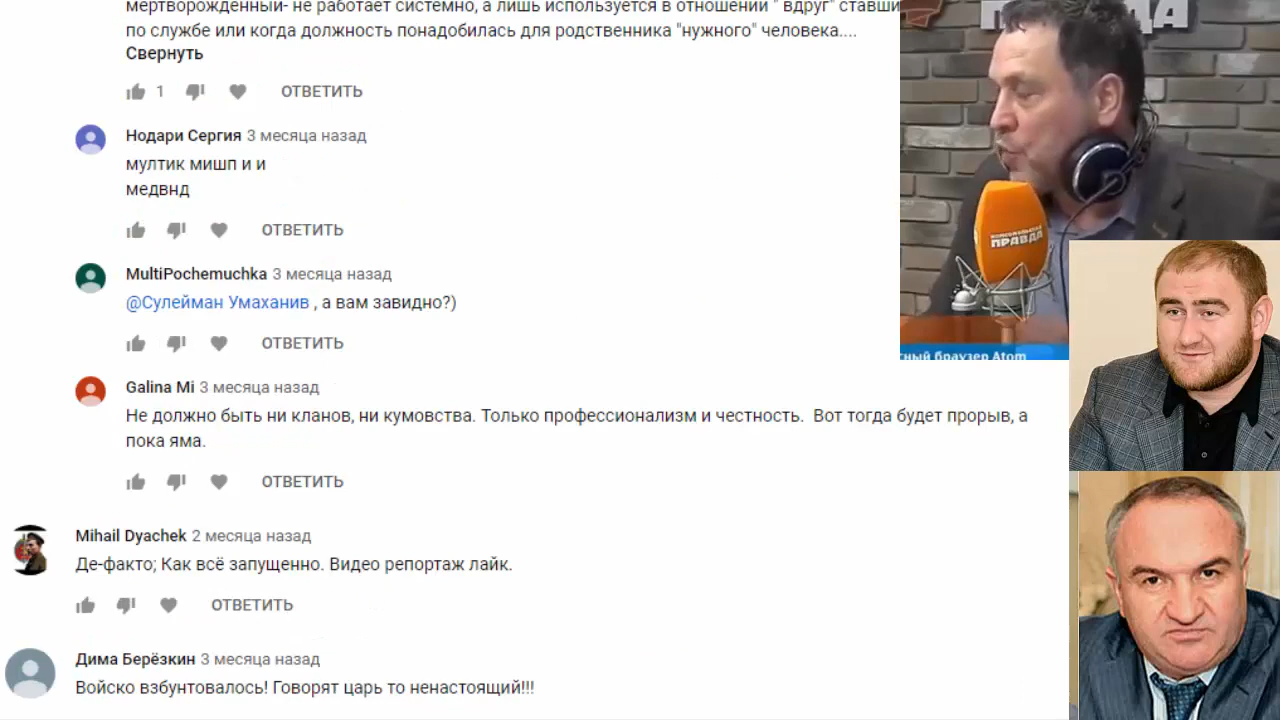 мертворожденный- не работает системно, а лишь используется в отношении " вдруг" ставши
по службе или когда должность понадобилась для родственника "нужного" человека....
Свернуть
1 ОТВЕТИТЬ
Нодари Сергия 3 месяца назад
мултик мишп и и
медвнд
ОТВЕТИТЬ
MultiPochemuchka 3 месяца назад
@Сулейман Умаханив , а вам завидно?)
ОТВЕТИТЬ
Galina Mi 3 месяца назад
Не должно быть ни кланов, ни кумовства. Только профессионализм и честность. Вот тогда будет прорыв, а
пока яма.
ОТВЕТИТЬ
Mihail Dyachek 2 месяца назад
Де-факто; Как всё запущенно. Видео репортаж лайк.
ОТВЕТИТЬ
Дима Берёзкин 3 месяца назад
Войско взбунтовалось! Говорят царь то ненастоящий!!!
ПРАВДА
КОМСОМОЛЬСКАЯ
ПРАВДА
сный браузер Atom